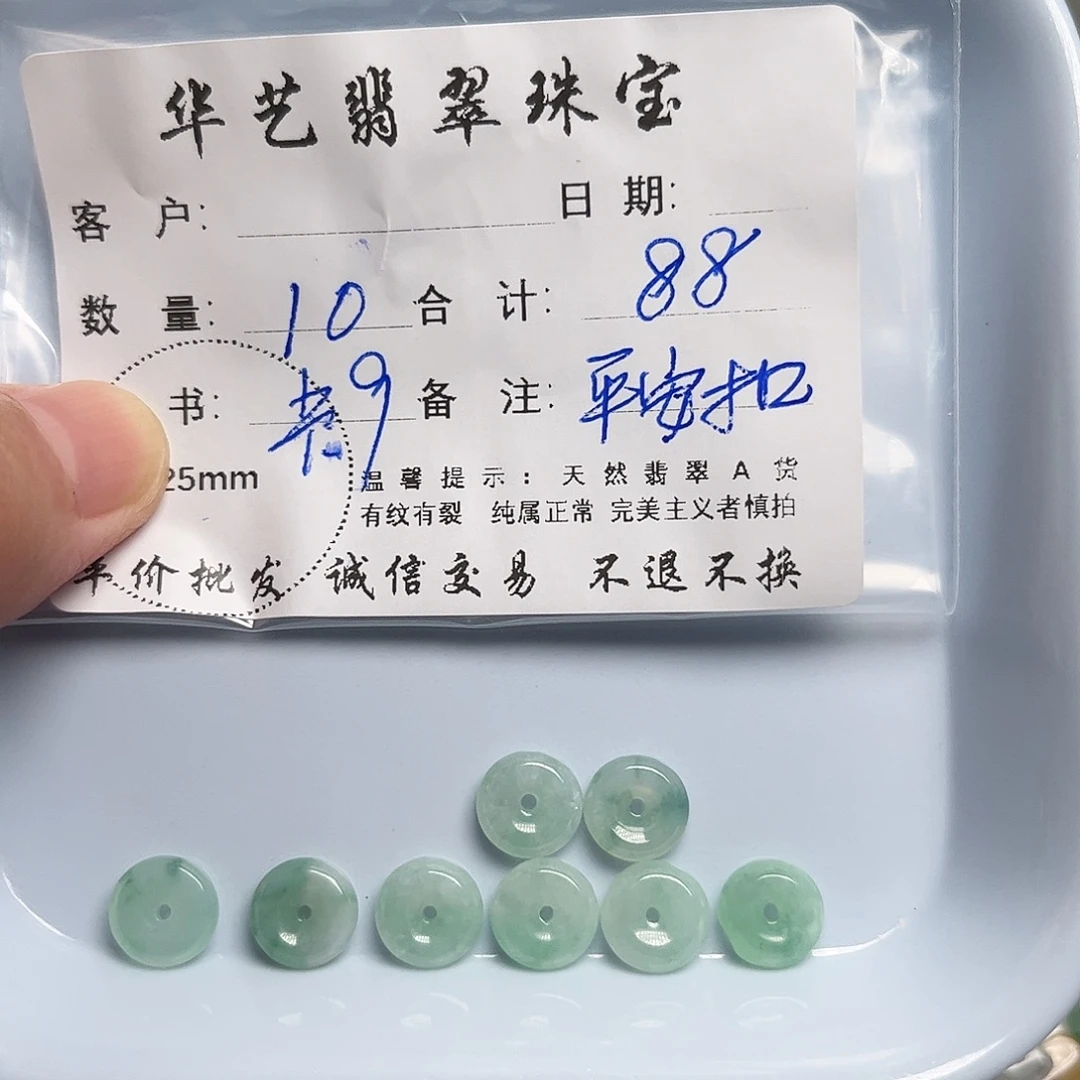 华艺翡翠珠宝
客 户: 日 期:
数 量: 10 合 计: 88
书: 9 备 注: 平安扣
25mm 温馨提示: 天然翡翠A货
有纹有裂 纯属正常 完美主义者慎拍
平价批发 诚信交易 不退不换